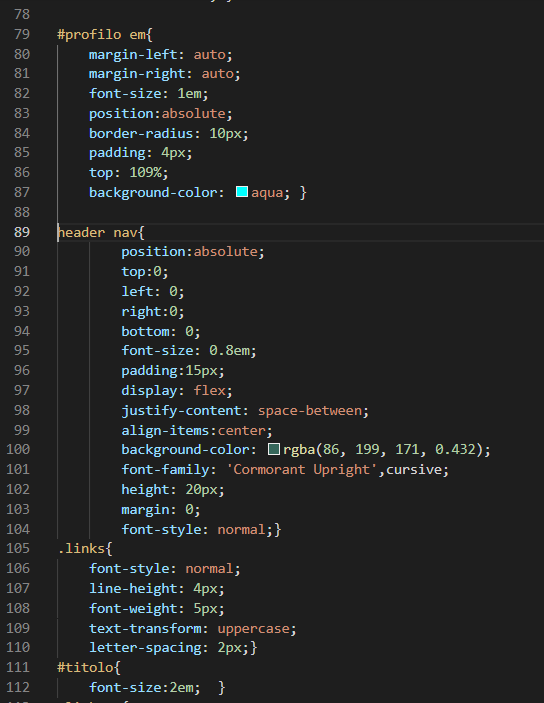 78
79 #profilo em{
80 margin-left: auto;
81 margin-right: auto;
82 font-size: 1em;
83 position:absolute;
84 border-radius: 10px;
85 padding: 4px;
86 top: 109%;
87 background-color: aqua; }
88
89 header nav{
90 position:absolute;
91 top:0;
92 left: 0;
93 right:0;
94 bottom: 0;
95 font-size: 0.8em;
96 padding:15px;
97 display: flex;
98 justify-content: space-between;
99 align-items:center;
100 background-color: rgba(86, 199, 171, 0.432);
101 font-family: 'Cormorant Upright',cursive;
102 height: 20px;
103 margin: 0;
104 font-style: normal;}
105 .links{
106 font-style: normal;
107 line-height: 4px;
108 font-weight: 5px;
109 text-transform: uppercase;
110 letter-spacing: 2px;}
111 #titolo{
112 font-size:2em; }